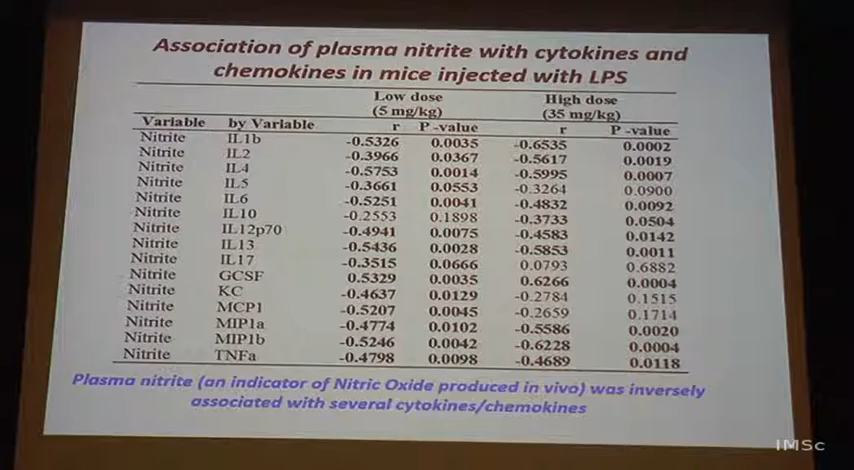 Association of plasma nitrite with cytokines and
chemokines in mice injected with LPS
Low dose High dose
(5 mg/kg) (35 mg/kg)
Variable by Variable r P -value r P -value
Nitrite IL1b -0.5326 0.0035 -0.6535 0.0002
Nitrite IL2 -0.3966 0.0367 -0.5617 0.0019
Nitrite IL4 -0.5753 0.0014 -0.5995 0.0007
Nitrite IL5 -0.3661 0.0553 -0.3264 0.0900
Nitrite IL6 -0.5251 0.0041 -0.4832 0.0092
Nitrite IL10 -0.2553 0.1898 -0.3733 0.0504
Nitrite IL12p70 -0.4941 0.0075 -0.4583 0.0142
Nitrite IL13 -0.5436 0.0028 -0.5853 0.0011
Nitrite IL17 -0.3515 0.0666 0.0793 0.6882
Nitrite GCSF 0.5329 0.0035 0.6266 0.0004
Nitrite KC -0.4637 0.0129 -0.2784 0.1515
Nitrite MCP1 -0.5207 0.0045 -0.2659 0.1714
Nitrite MIP1a -0.4774 0.0102 -0.5586 0.0020
Nitrite MIP1b -0.5246 0.0042 -0.6228 0.0004
Nitrite TNFa -0.4798 0.0098 -0.4689 0.0118
Plasma nitrite (an indicator of Nitric Oxide produced in vivo) was inversely
associated with several cytokines/chemokines
IMSc